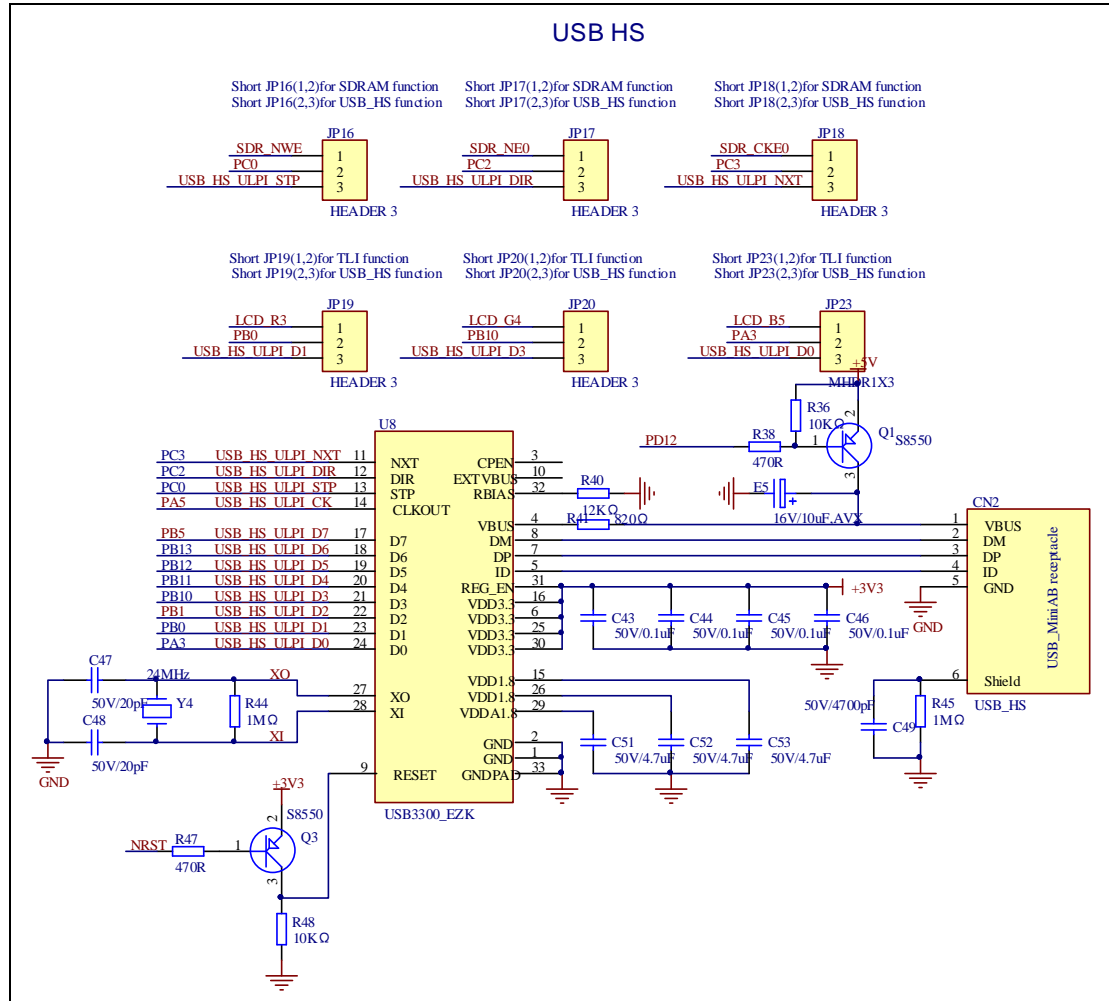 USB HS
Short JP16(1,2)for SDRAM function
Short JP16(2,3)for USB_HS function
Short JP17(1,2)for SDRAM function
Short JP17(2,3)for USB_HS function
Short JP18(1,2)for SDRAM function
Short JP18(2,3)for USB_HS function
JP16
SDR_NWE 1
PC0 2
USB_HS_ULPI_STP 3
HEADER 3
JP17
SDR_NE0 1
PC2 2
USB_HS_ULPI_DIR 3
HEADER 3
JP18
SDR_CKE0 1
PC3 2
USB_HS_ULPI_NXT 3
HEADER 3
Short JP19(1,2)for TLI function
Short JP19(2,3)for USB_HS function
Short JP20(1,2)for TLI function
Short JP20(2,3)for USB_HS function
Short JP23(1,2)for TLI function
Short JP23(2,3)for USB_HS function
JP19
LCD_R3 1
PB0 2
USB_HS_ULPI_D1 3
HEADER 3
JP20
LCD_G4 1
PB10 2
USB_HS_ULPI_D3 3
HEADER 3
JP23
LCD_B5 1
PA3 2
USB_HS_ULPI_D0 3
MHDR1X3
+5V
R36
10KΩ
PD12
R38
470R
1
2
3
Q1
S8550
E5
+
16V/10uF.AVX
U8
PC3 USB_HS_ULPI_NXT 11 NXT
PC2 USB_HS_ULPI_DIR 12 DIR
PC0 USB_HS_ULPI_STP 13 STP
PA5 USB_HS_ULPI_CK 14 CLKOUT
PB5 USB_HS_ULPI_D7 17 D7
PB13 USB_HS_ULPI_D6 18 D6
PB12 USB_HS_ULPI_D5 19 D5
PB11 USB_HS_ULPI_D4 20 D4
PB10 USB_HS_ULPI_D3 21 D3
PB1 USB_HS_ULPI_D2 22 D2
PB0 USB_HS_ULPI_D1 23 D1
PA3 USB_HS_ULPI_D0 24 D0
27 XO
28 XI
9 RESET
CPEN 3
EXTVBUS 10
RBIAS 32
VBUS 4
DM 8
DP 7
ID 5
REG_EN 31
VDD3.3 16
VDD3.3 6
VDD3.3 25
VDD3.3 30
VDD1.8 15
VDD1.8 26
VDDA1.8 29
GND 2
GND 1
GNDPAD 33
USB3300_EZK
R40
12KΩ
R41 820Ω
CN2
1 VBUS
2 DM
3 DP
4 ID
5 GND
6 Shield
USB_MiniAB receptacle
USB_HS
GND
+3V3
C43
50V/0.1uF
C44
50V/0.1uF
C45
50V/0.1uF
C46
50V/0.1uF
C51
50V/4.7uF
C52
50V/4.7uF
C53
50V/4.7uF
50V/4700pF
C49
R45
1MΩ
C47
50V/20pF
24MHz
Y4
XO
R44
1MΩ
XI
C48
50V/20pF
GND
+3V3
S8550
2
Q3
NRST
R47
470R
1
3
R48
10KΩ